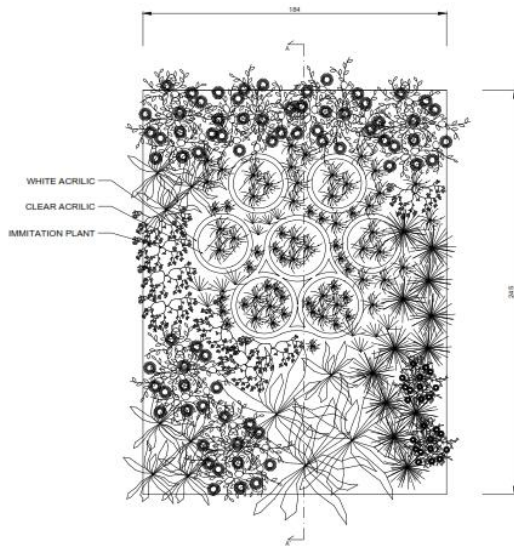 184
A
WHITE ACRILIC
CLEAR ACRILIC
IMMITATION PLANT
245
A